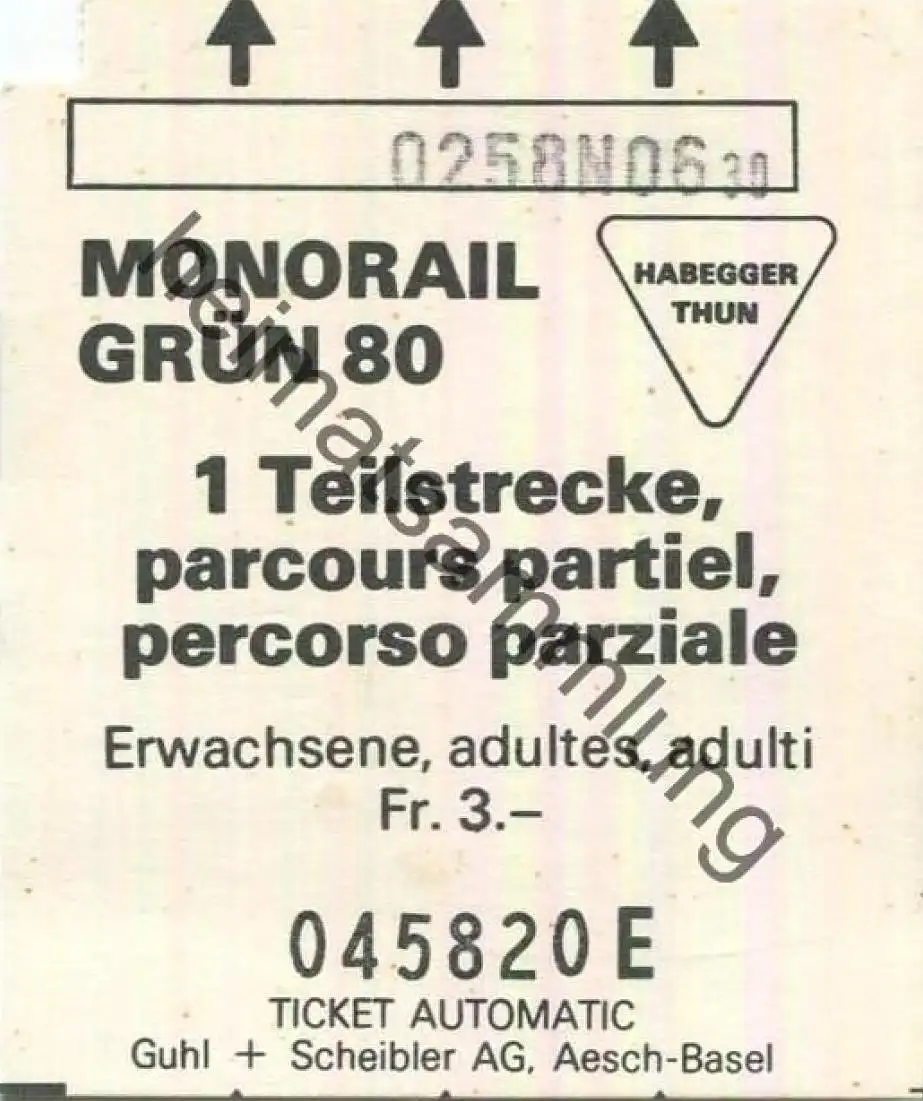 0258N06 30
MONORAIL
GRÜN 80
HABEGGER
THUN
1 Teilstrecke,
parcours partiel,
percorso parziale
Erwachsene, adultes, adulti
Fr. 3.–
045820 E
TICKET AUTOMATIC
Guhl + Scheibler AG, Aesch-Basel
heimatsammlung